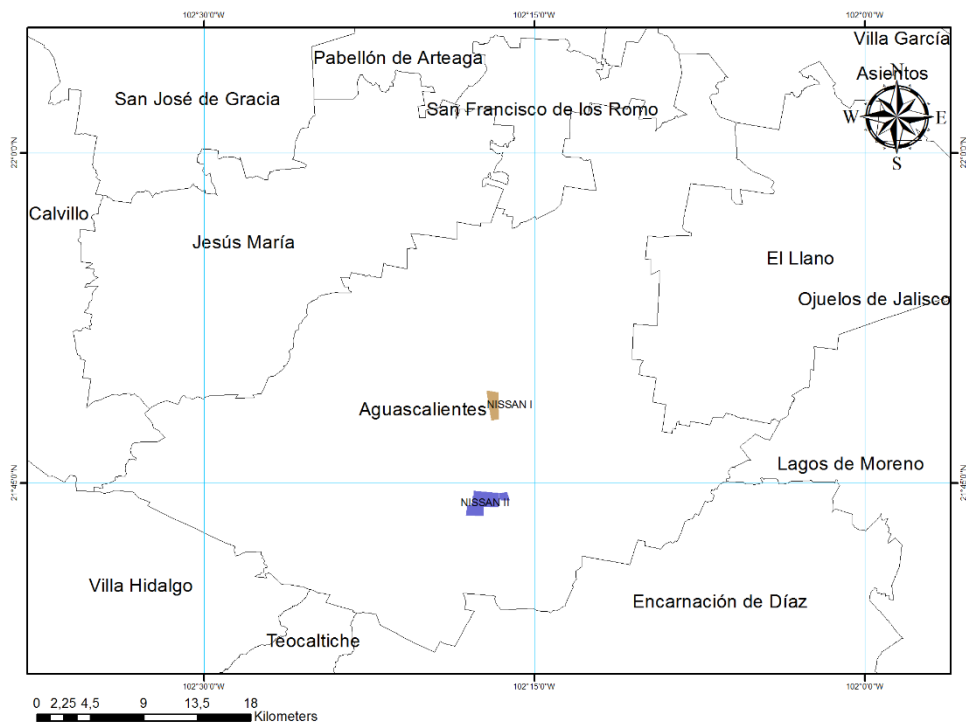 102°30'0"W 102°15'0"W 102°0'0"W
Villa García
Pabellón de Arteaga
Asientos
N
San José de Gracia
San Francisco de los Romo
W E
S
22°0'0"N 22°0'0"N
Calvillo
Jesús María
El Llano
Ojuelos de Jalisco
NISSAN I
Aguascalientes
Lagos de Moreno
21°45'0"N 21°45'0"N
NISSAN II
Villa Hidalgo
Encarnación de Díaz
Teocaltiche
102°30'0"W 102°15'0"W 102°0'0"W
0 2,25 4,5 9 13,5 18
Kilometers